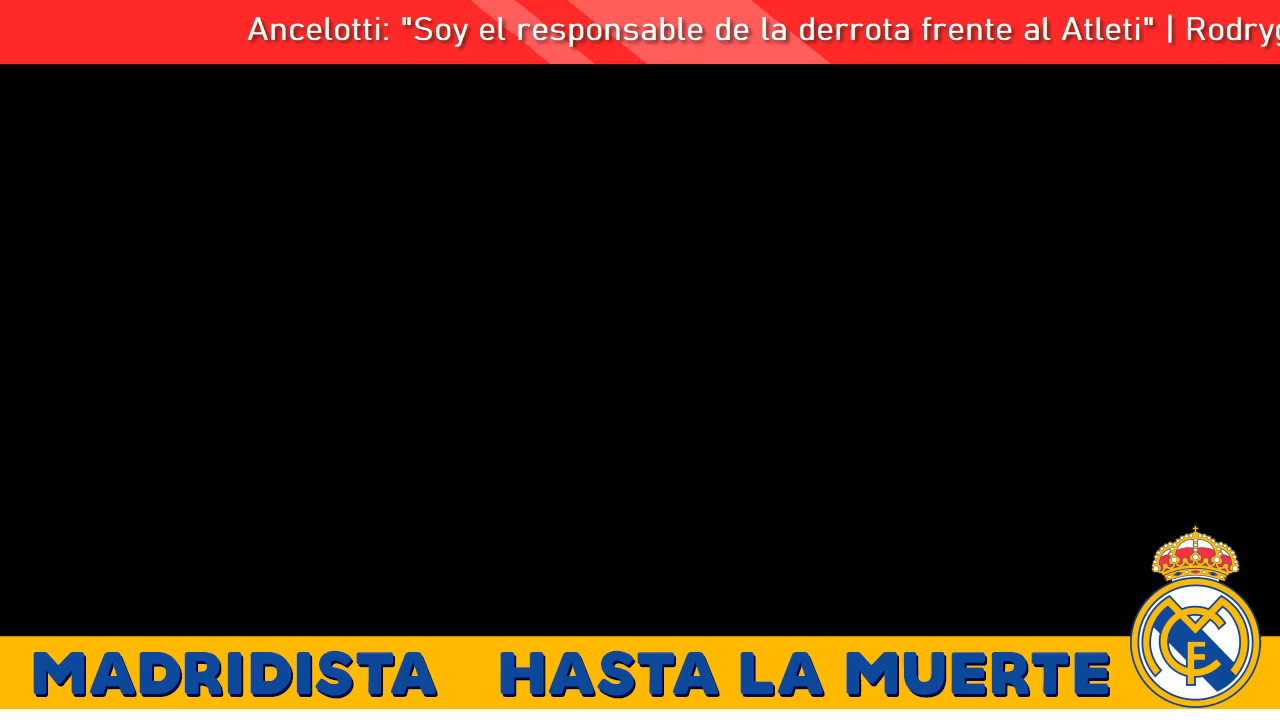 Ancelotti: "Soy el responsable de la derrota frente al Atleti" |
MADRIDISTA HASTA LA MUERTE